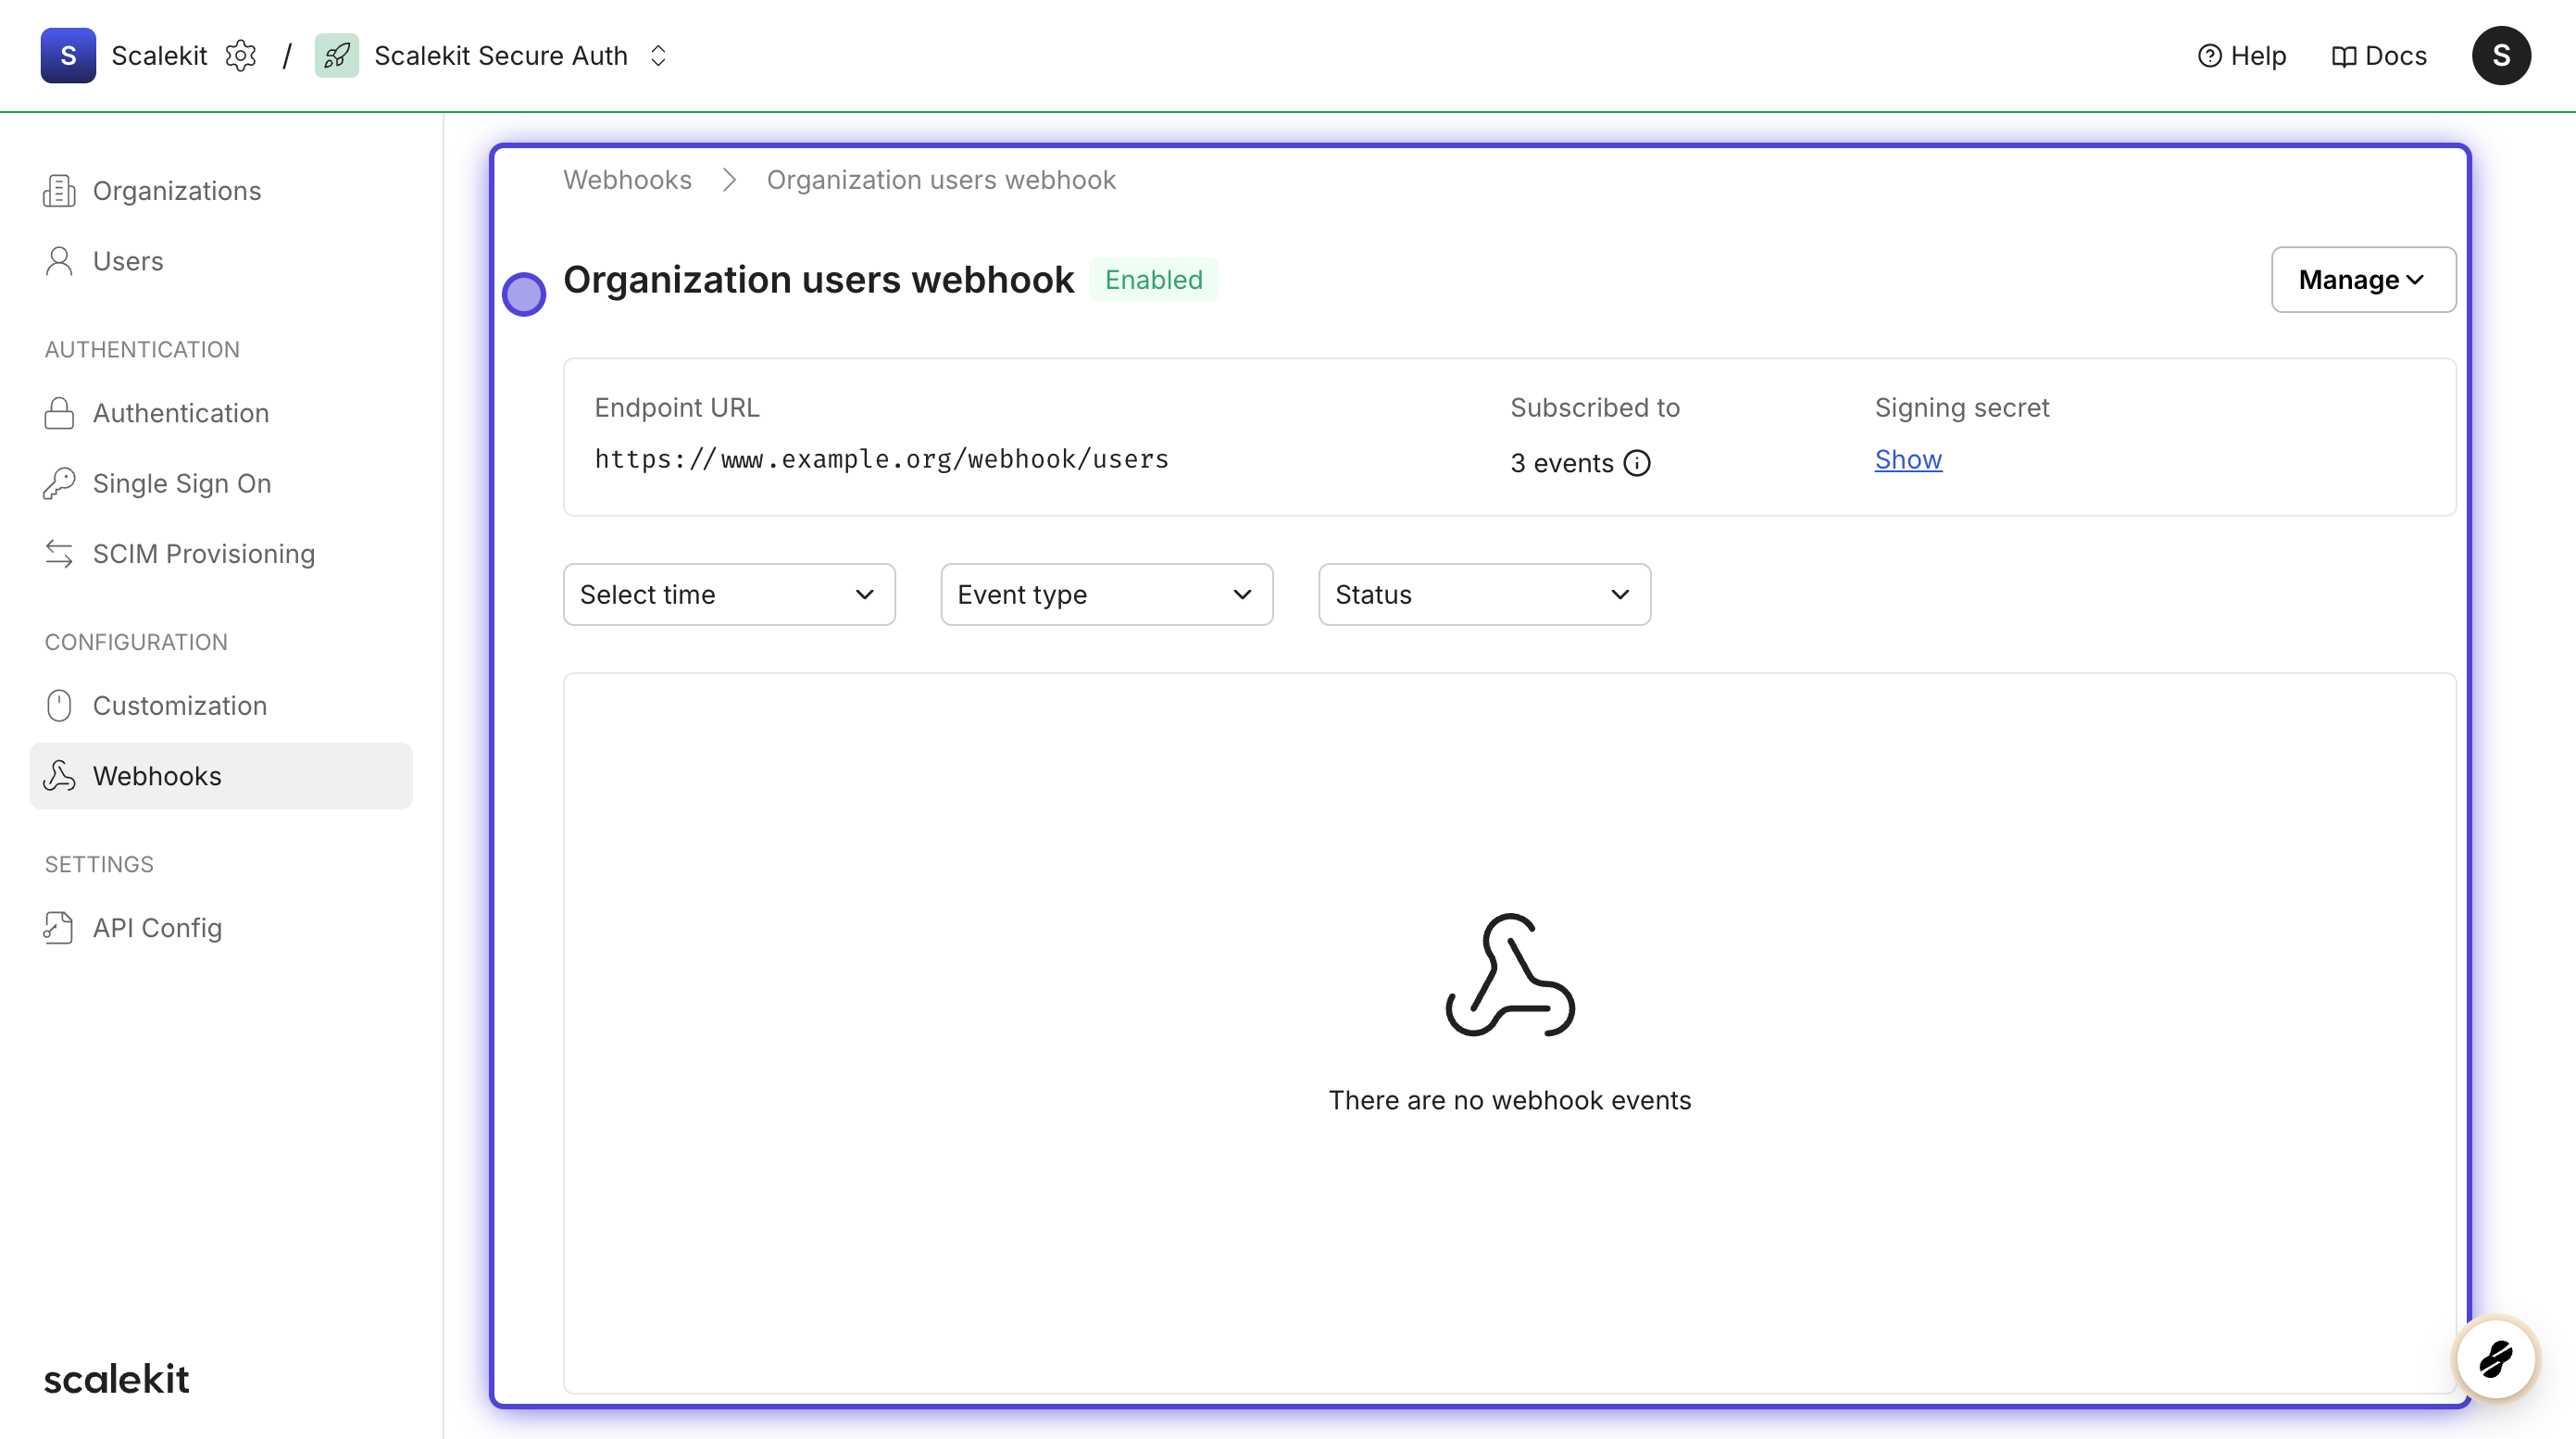 S Scalekit / Scalekit Secure Auth Help Docs S
Organizations
Users
AUTHENTICATION
Authentication
Single Sign On
SCIM Provisioning
CONFIGURATION
Customization
Webhooks
SETTINGS
API Config
scalekit
Webhooks Organization users webhook
Organization users webhook Enabled Manage
Endpoint URL Subscribed to Signing secret
https://www.example.org/webhook/users 3 events Show
Select time Event type Status
There are no webhook events